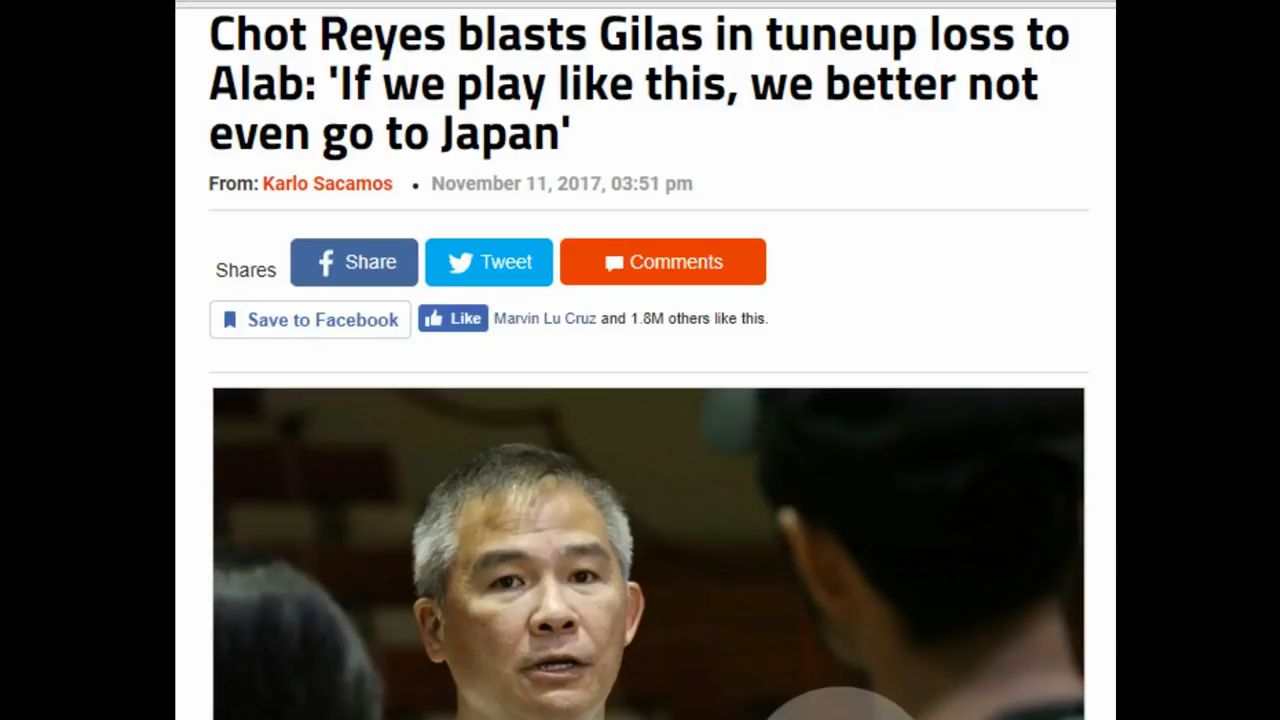 Chot Reyes blasts Gilas in tuneup loss to
Alab: 'If we play like this, we better not
even go to Japan'
From: Karlo Sacamos • November 11, 2017, 03:51 pm
Shares Share Tweet Comments
Save to Facebook Like Marvin Lu Cruz and 1.8M others like this.